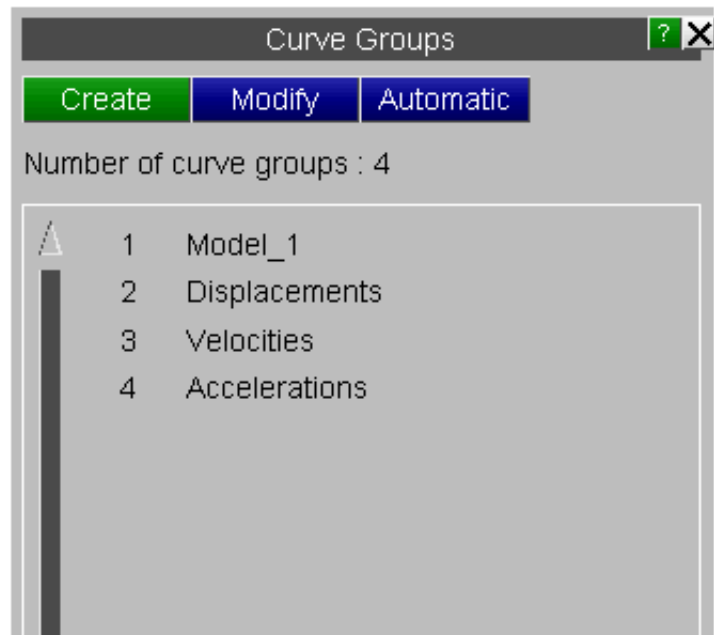 Curve Groups ?
Create Modify Automatic
Number of curve groups : 4
1 Model_1
2 Displacements
3 Velocities
4 Accelerations